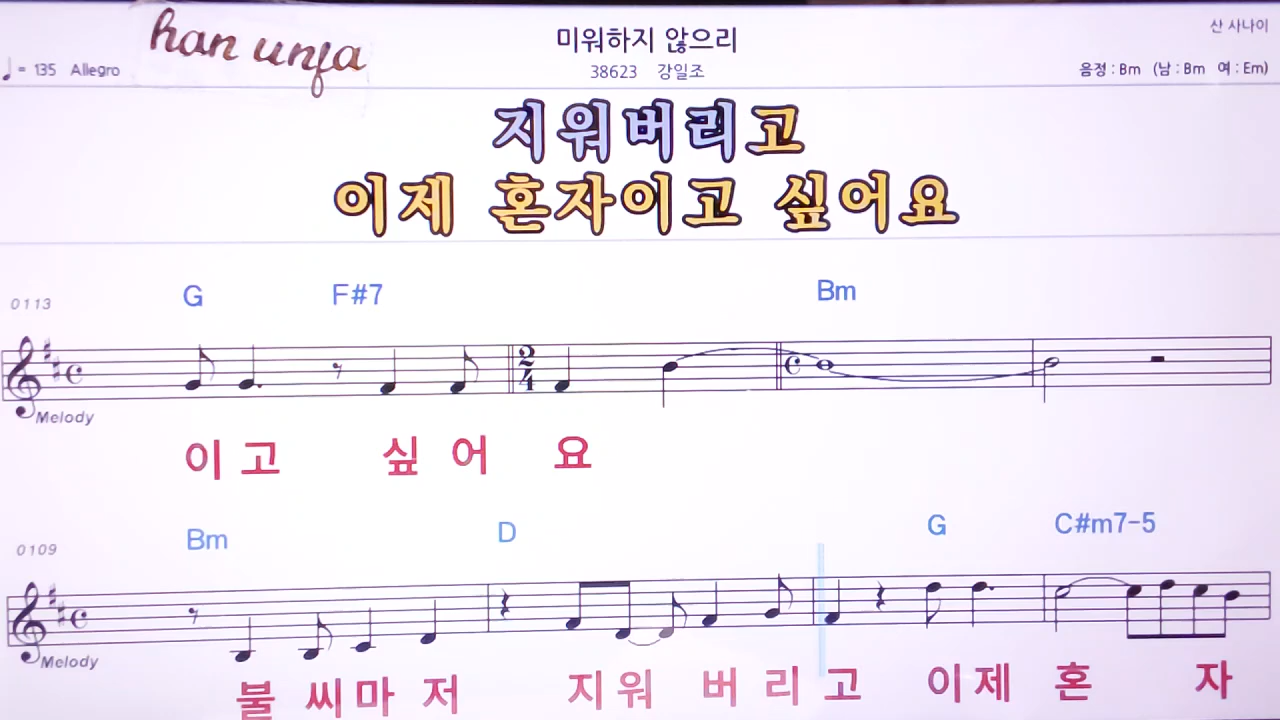 han unfa
미워하지 않으리
산 사나이
♩= 135 Allegro
38623 강일조
음정 : Bm (남 : Bm 여 : Em)
지워버리고
이제 혼자이고 싶어요
0113 G F#7 Bm
2/4
Melody
이고 싶어요
0109 Bm D G C#m7-5
Melody
불씨마저 지워버리고 이제 혼자